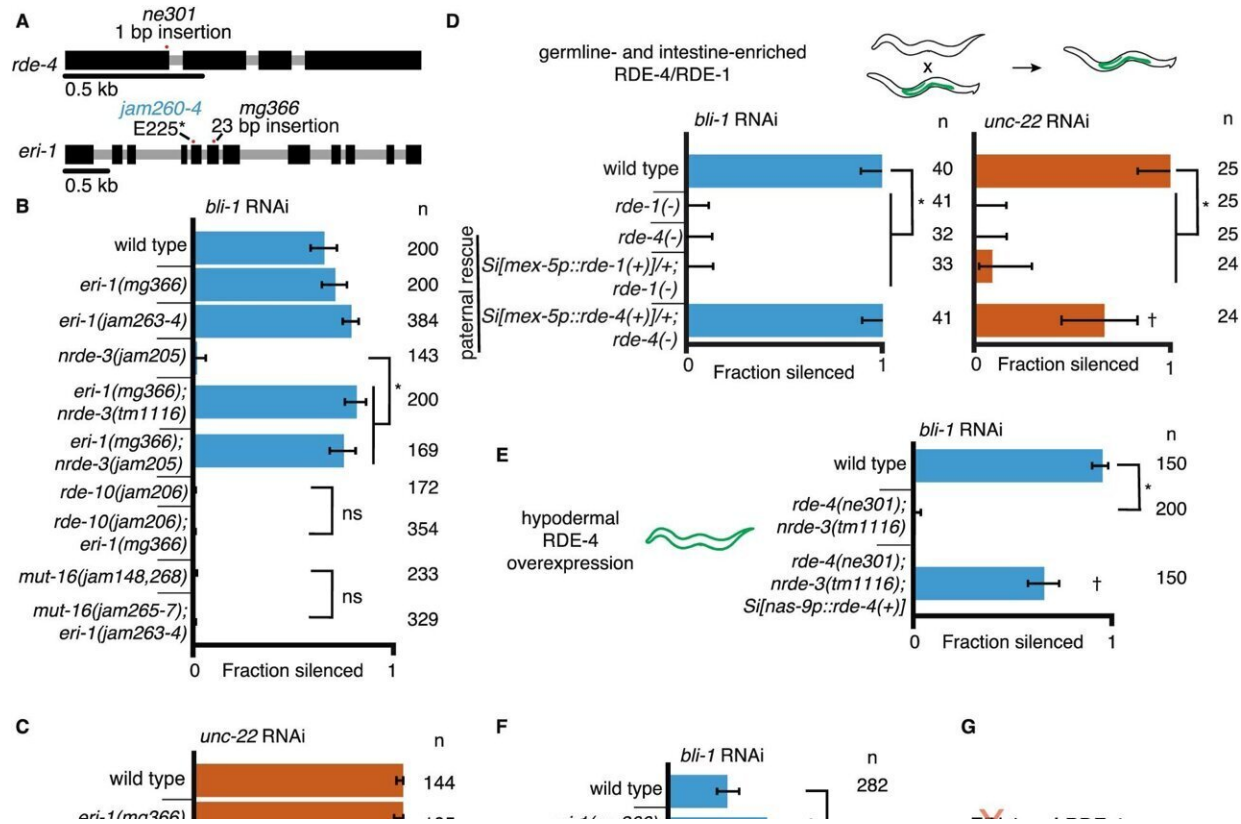 A
ne301
1 bp insertion
rde-4
0.5 kb
jam260-4
mg366
E225*
23 bp insertion
eri-1
0.5 kb
B
bli-1 RNAi
n
wild type
200
eri-1(mg366)
200
eri-1(jam263-4)
384
nrde-3(jam205)
143
eri-1(mg366);
nrde-3(tm1116)
200
*
eri-1(mg366);
nrde-3(jam205)
169
rde-10(jam206)
172
ns
rde-10(jam206);
eri-1(mg366)
354
mut-16(jam148,268)
233
ns
mut-16(jam265-7);
eri-1(jam263-4)
329
0
Fraction silenced
1
C
unc-22 RNAi
n
wild type
144
eri-1(mg366)
D
germline- and intestine-enriched
RDE-4/RDE-1
x
bli-1 RNAi
n
unc-22 RNAi
n
wild type
40
25
rde-1(-)
* 41
* 25
rde-4(-)
32
25
paternal rescue
Si[mex-5p::rde-1(+)]/+;
rde-1(-)
33
24
Si[mex-5p::rde-4(+)]/+;
rde-4(-)
41
†
24
0
Fraction silenced
1
0
Fraction silenced
1
E
hypodermal
RDE-4
overexpression
bli-1 RNAi
n
wild type
150
*
rde-4(ne301);
nrde-3(tm1116)
200
rde-4(ne301);
nrde-3(tm1116);
Si[nas-9p::rde-4(+)]
†
150
0
Fraction silenced
1
F
bli-1 RNAi
n
wild type
282
G